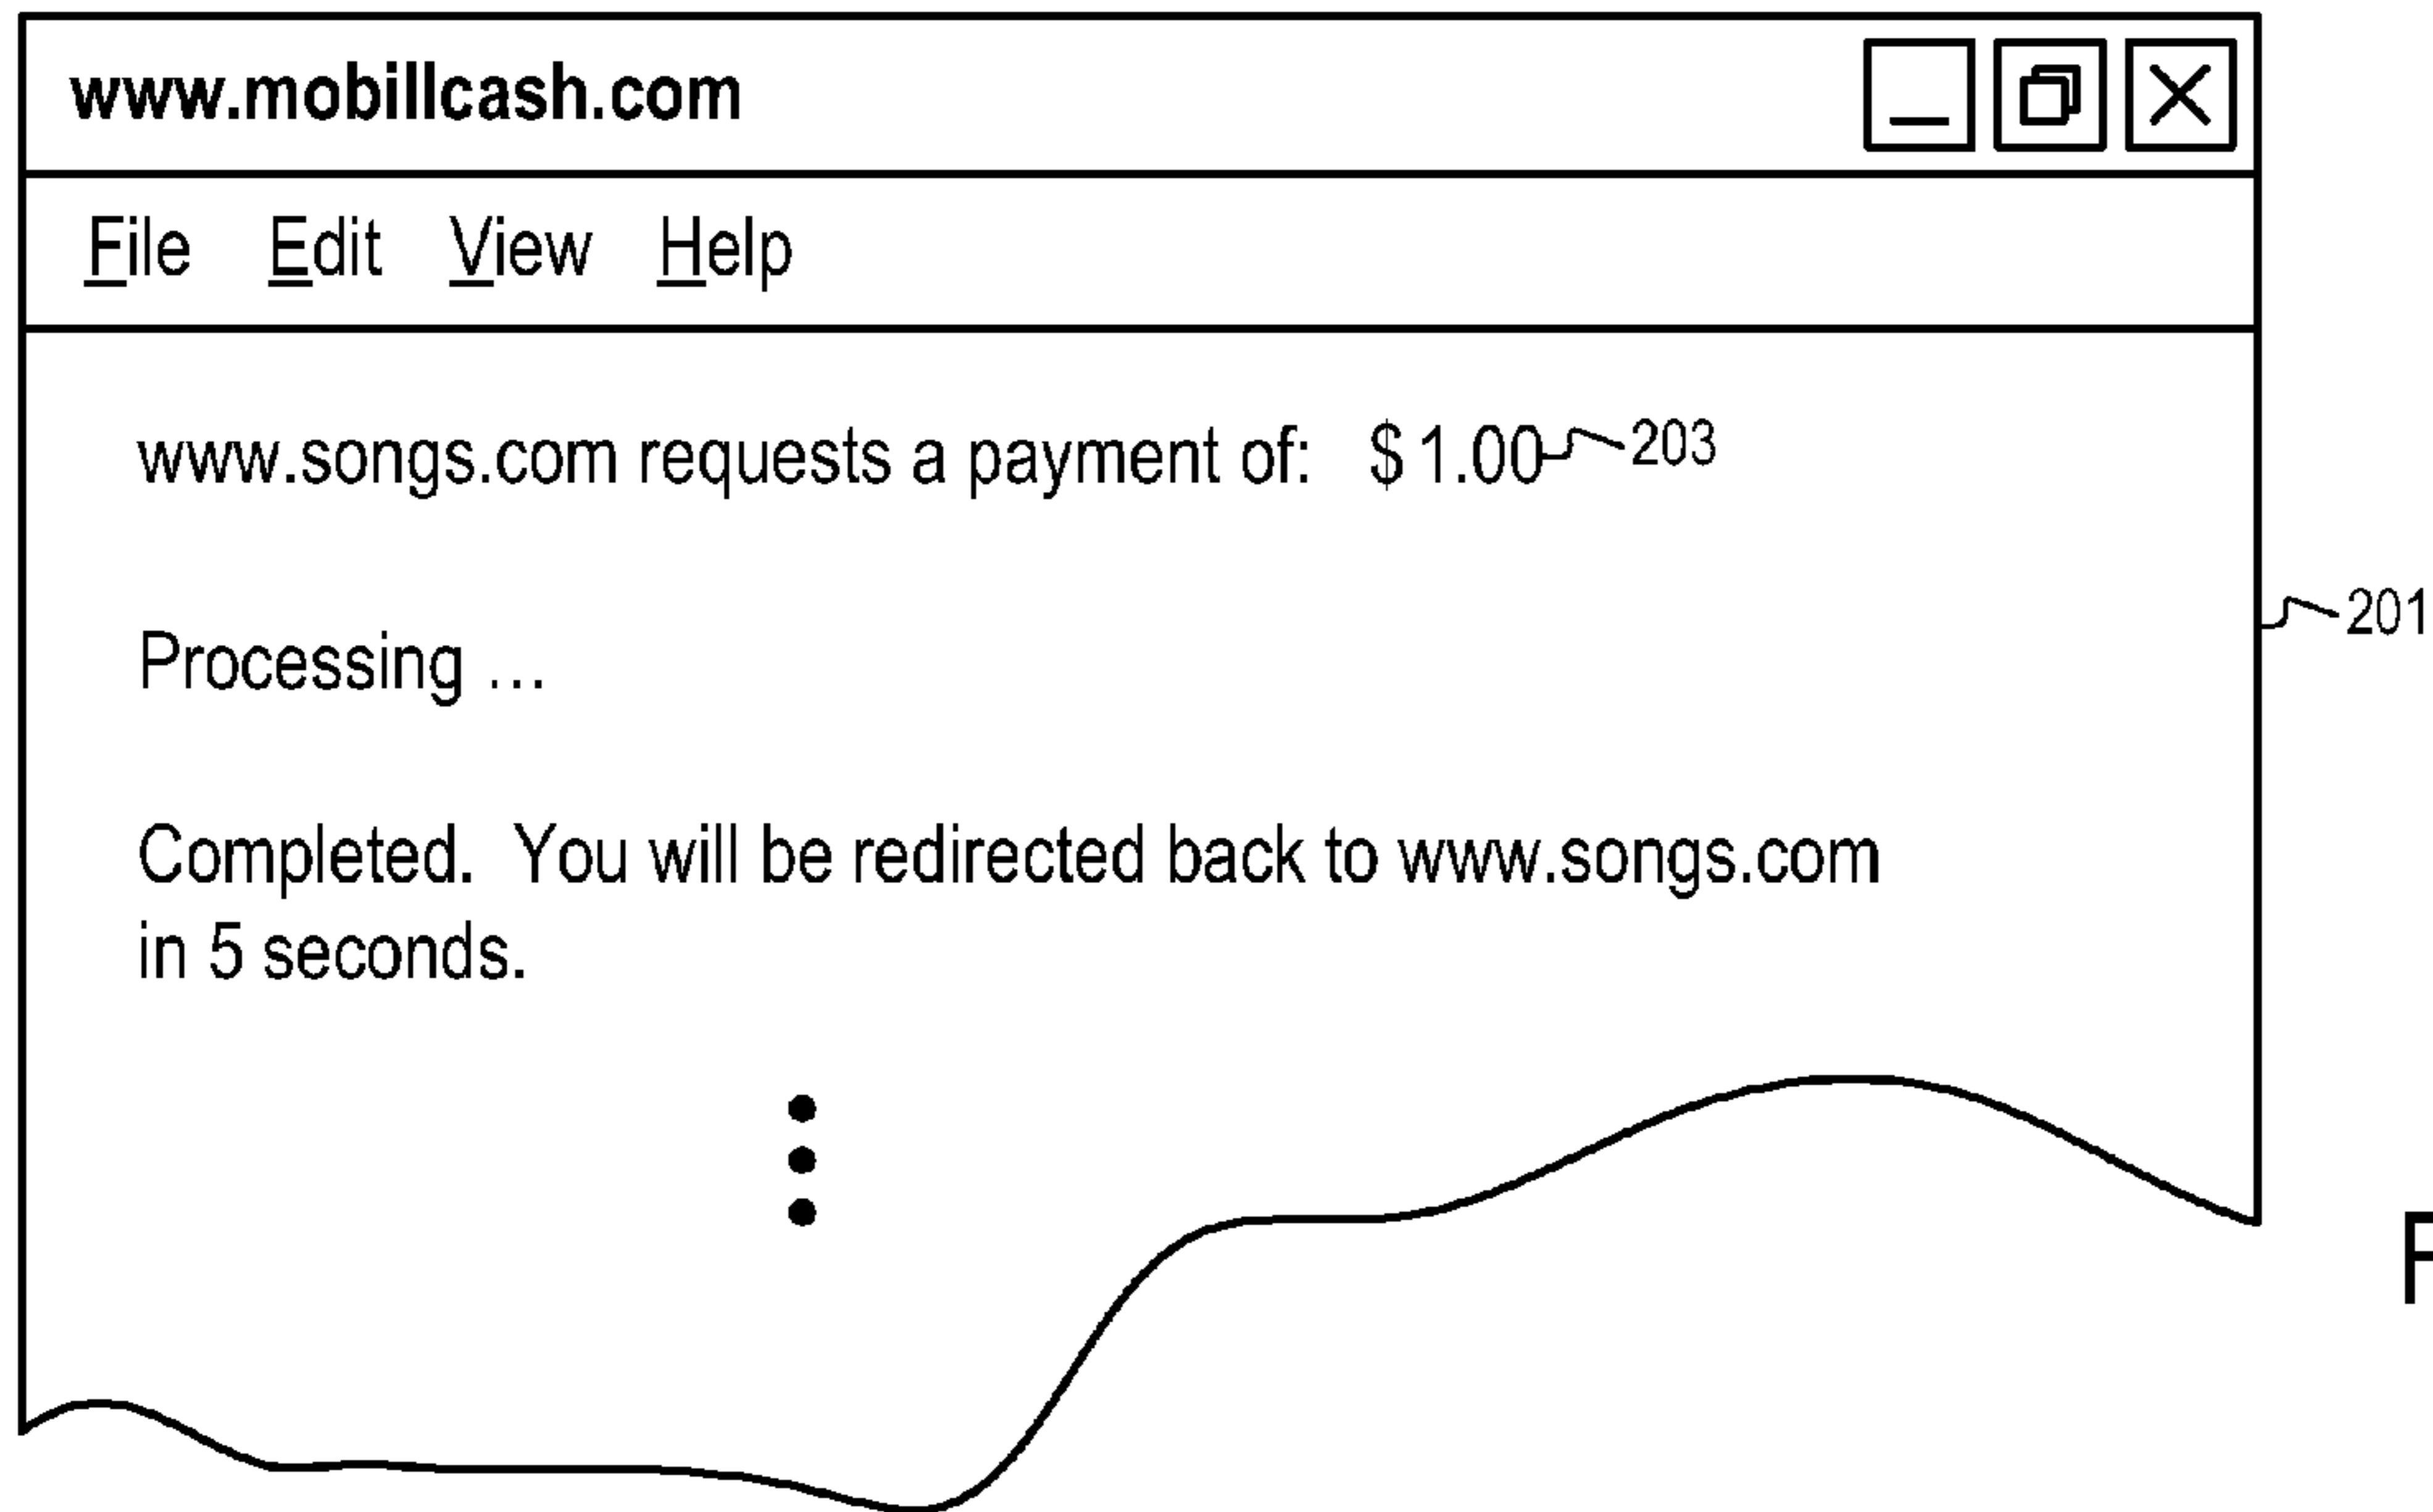 www.mobillcash.com
File Edit View Help
www.songs.com requests a payment of: $ 1.00 203
201
Processing ...
Completed. You will be redirected back to www.songs.com
in 5 seconds.
F